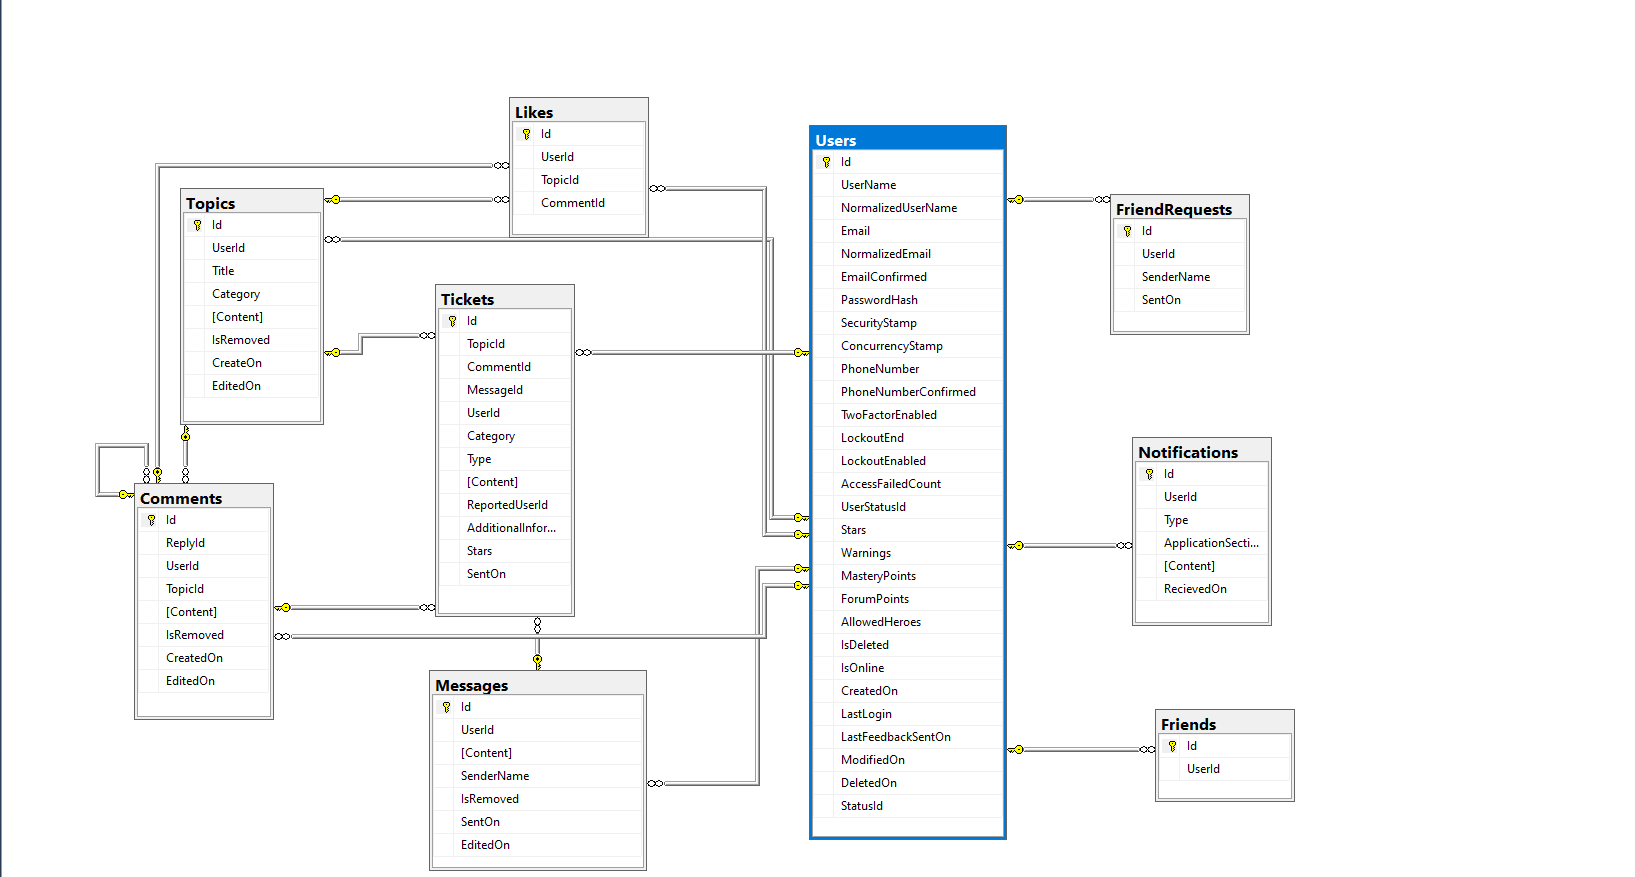 Likes
Id
UserId
TopicId
CommentId
Topics
Id
UserId
Title
Category
[Content]
IsRemoved
CreateOn
EditedOn
Tickets
Id
TopicId
CommentId
MessageId
UserId
Category
Type
[Content]
ReportedUserId
AdditionalInfor...
Stars
SentOn
Comments
Id
ReplyId
UserId
TopicId
[Content]
IsRemoved
CreatedOn
EditedOn
Messages
Id
UserId
[Content]
SenderName
IsRemoved
SentOn
EditedOn
Users
Id
UserName
NormalizedUserName
Email
NormalizedEmail
EmailConfirmed
PasswordHash
SecurityStamp
ConcurrencyStamp
PhoneNumber
PhoneNumberConfirmed
TwoFactorEnabled
LockoutEnd
LockoutEnabled
AccessFailedCount
UserStatusId
Stars
Warnings
MasteryPoints
ForumPoints
AllowedHeroes
IsDeleted
IsOnline
CreatedOn
LastLogin
LastFeedbackSentOn
ModifiedOn
DeletedOn
StatusId
FriendRequests
Id
UserId
SenderName
SentOn
Notifications
Id
UserId
Type
ApplicationSecti...
[Content]
RecievedOn
Friends
Id
UserId